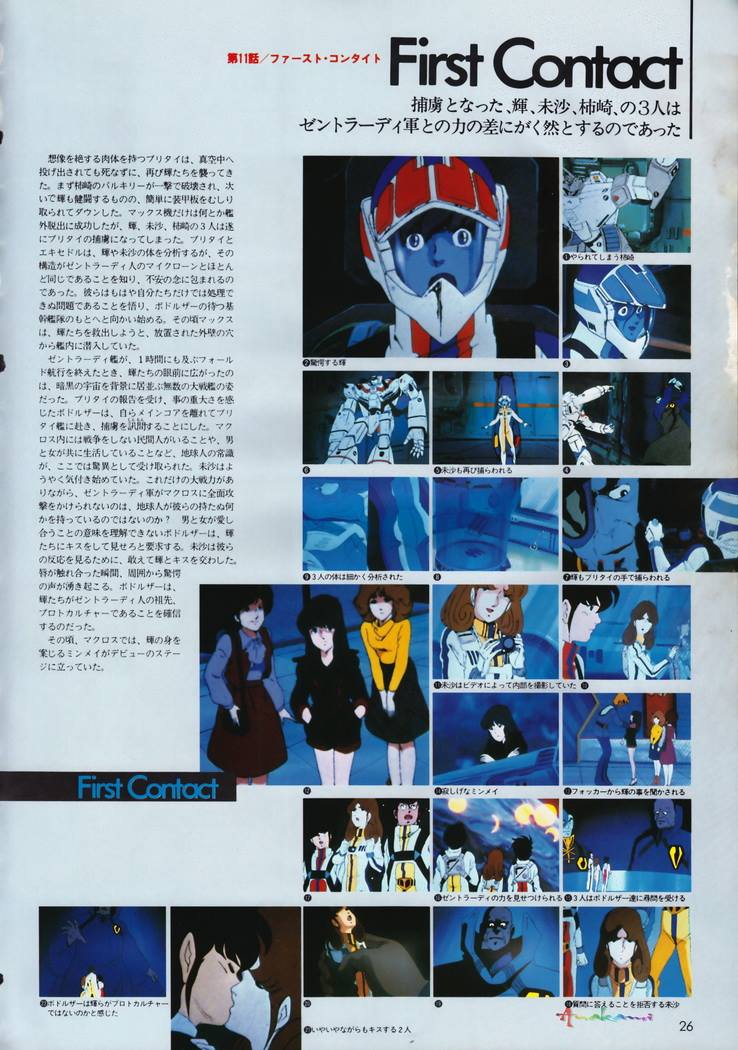 第11話／ファースト・コンタイト
First Contact
捕虜となった、輝、未沙、柿崎、の3人は
ゼントラーディ軍との力の差にがく然とするのであった
想像を絶する肉体を持つブリタイは、真空中へ
投げ出されても死なずに、再び輝たちを襲ってき
た。まず柿崎のバルキリーが一撃で破壊され、次
いで輝も健闘するものの、簡単に装甲板をむしり
取られてダウンした。マックス機だけは何とか艦
外脱出に成功したが、輝、未沙、柿崎の3人は遂
にブリタイの捕虜になってしまった。ブリタイと
エキセドルは、輝や未沙の体を分析するが、その
構造がゼントラーディ人のマイクローンとほとん
ど同じであることを知り、不安の念に包まれるの
であった。彼らはもはや自分たちだけでは処理で
きぬ問題であることを悟り、ボドルザーの待つ基
幹艦隊のもとへと向かい始める。その頃マックス
は、輝たちを救出しようと、放置された外壁の穴
から艦内に潜入していた。
ゼントラーディ艦が、1時間にも及ぶフォール
ド航行を終えたとき、輝たちの眼前に広がったの
は、暗黒の宇宙を背景に居並ぶ無数の大戦艦の姿
だった。ブリタイの報告を受け、事の重大さを感
じたボドルザーは、自らメインコアを離れてブリ
タイ艦に赴き、捕虜を訊問することにした。マク
ロス内には戦争をしない民間人がいることや、男
と女が共に生活していることなど、地球人の常識
が、ここでは驚異として受け取られた。未沙はよ
うやく気付き始めていた。これだけの大戦力があ
りながら、ゼントラーディ軍がマクロスに全面攻
撃をかけられないのは、地球人が彼らの持たぬ何
かを持っているのではないのか？　男と女が愛し
合うことの意味を理解できないボドルザーは、輝
たちにキスをして見せろと要求する。未沙は彼ら
の反応を見るために、敢えて輝とキスを交わした。
唇が触れ合った瞬間、周囲から驚愕
の声が湧き起こる。ボドルザーは、
輝たちがゼントラーディ人の祖先、
プロトカルチャーであることを確信
するのだった。
その頃、マクロスでは、輝の身を
案じるミンメイがデビューのステー
ジに立っていた。
①やられてしまう柿崎
②驚愕する輝
③
⑥
⑤未沙も再び捕らわれる
④
⑨3人の体は細かく分析された
⑧
⑦輝もブリタイの手で捕らわれる
⑪未沙はビデオによって内部を撮影していた
⑩
⑫
⑭寂しげなミンメイ
⑬フォッカーから輝の事を聞かされる
First Contact
⑰
⑯ゼントラーディの力を見せつけられる
⑮3人はボドルザー達に尋問を受ける
㉒ボドルザーは輝らがプロトカルチャー
ではないのかと感じた
㉑いやいやながらもキスする2人
⑳
⑲
⑱質問に答えることを拒否する未沙
Anakami
26